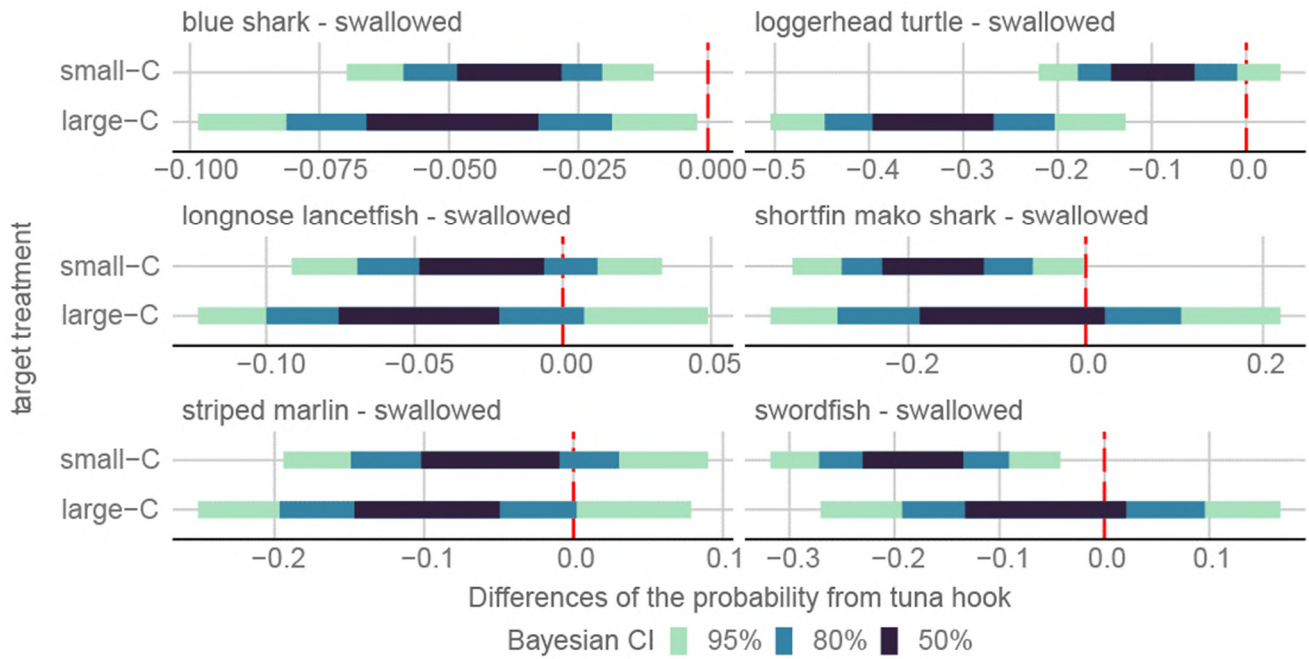 blue shark - swallowed
loggerhead turtle - swallowed
small−C
large−C
−0.100 −0.075 −0.050 −0.025 0.000 −0.5 −0.4 −0.3 −0.2 −0.1 0.0
longnose lancetfish - swallowed
shortfin mako shark - swallowed
small−C
large−C
−0.10 −0.05 0.00 0.05 −0.2 0.0 0.2
striped marlin - swallowed
swordfish - swallowed
small−C
large−C
−0.2 −0.1 0.0 0.1 −0.3 −0.2 −0.1 0.0 0.1
target treatment
Differences of the probability from tuna hook
Bayesian CI 95% 80% 50%